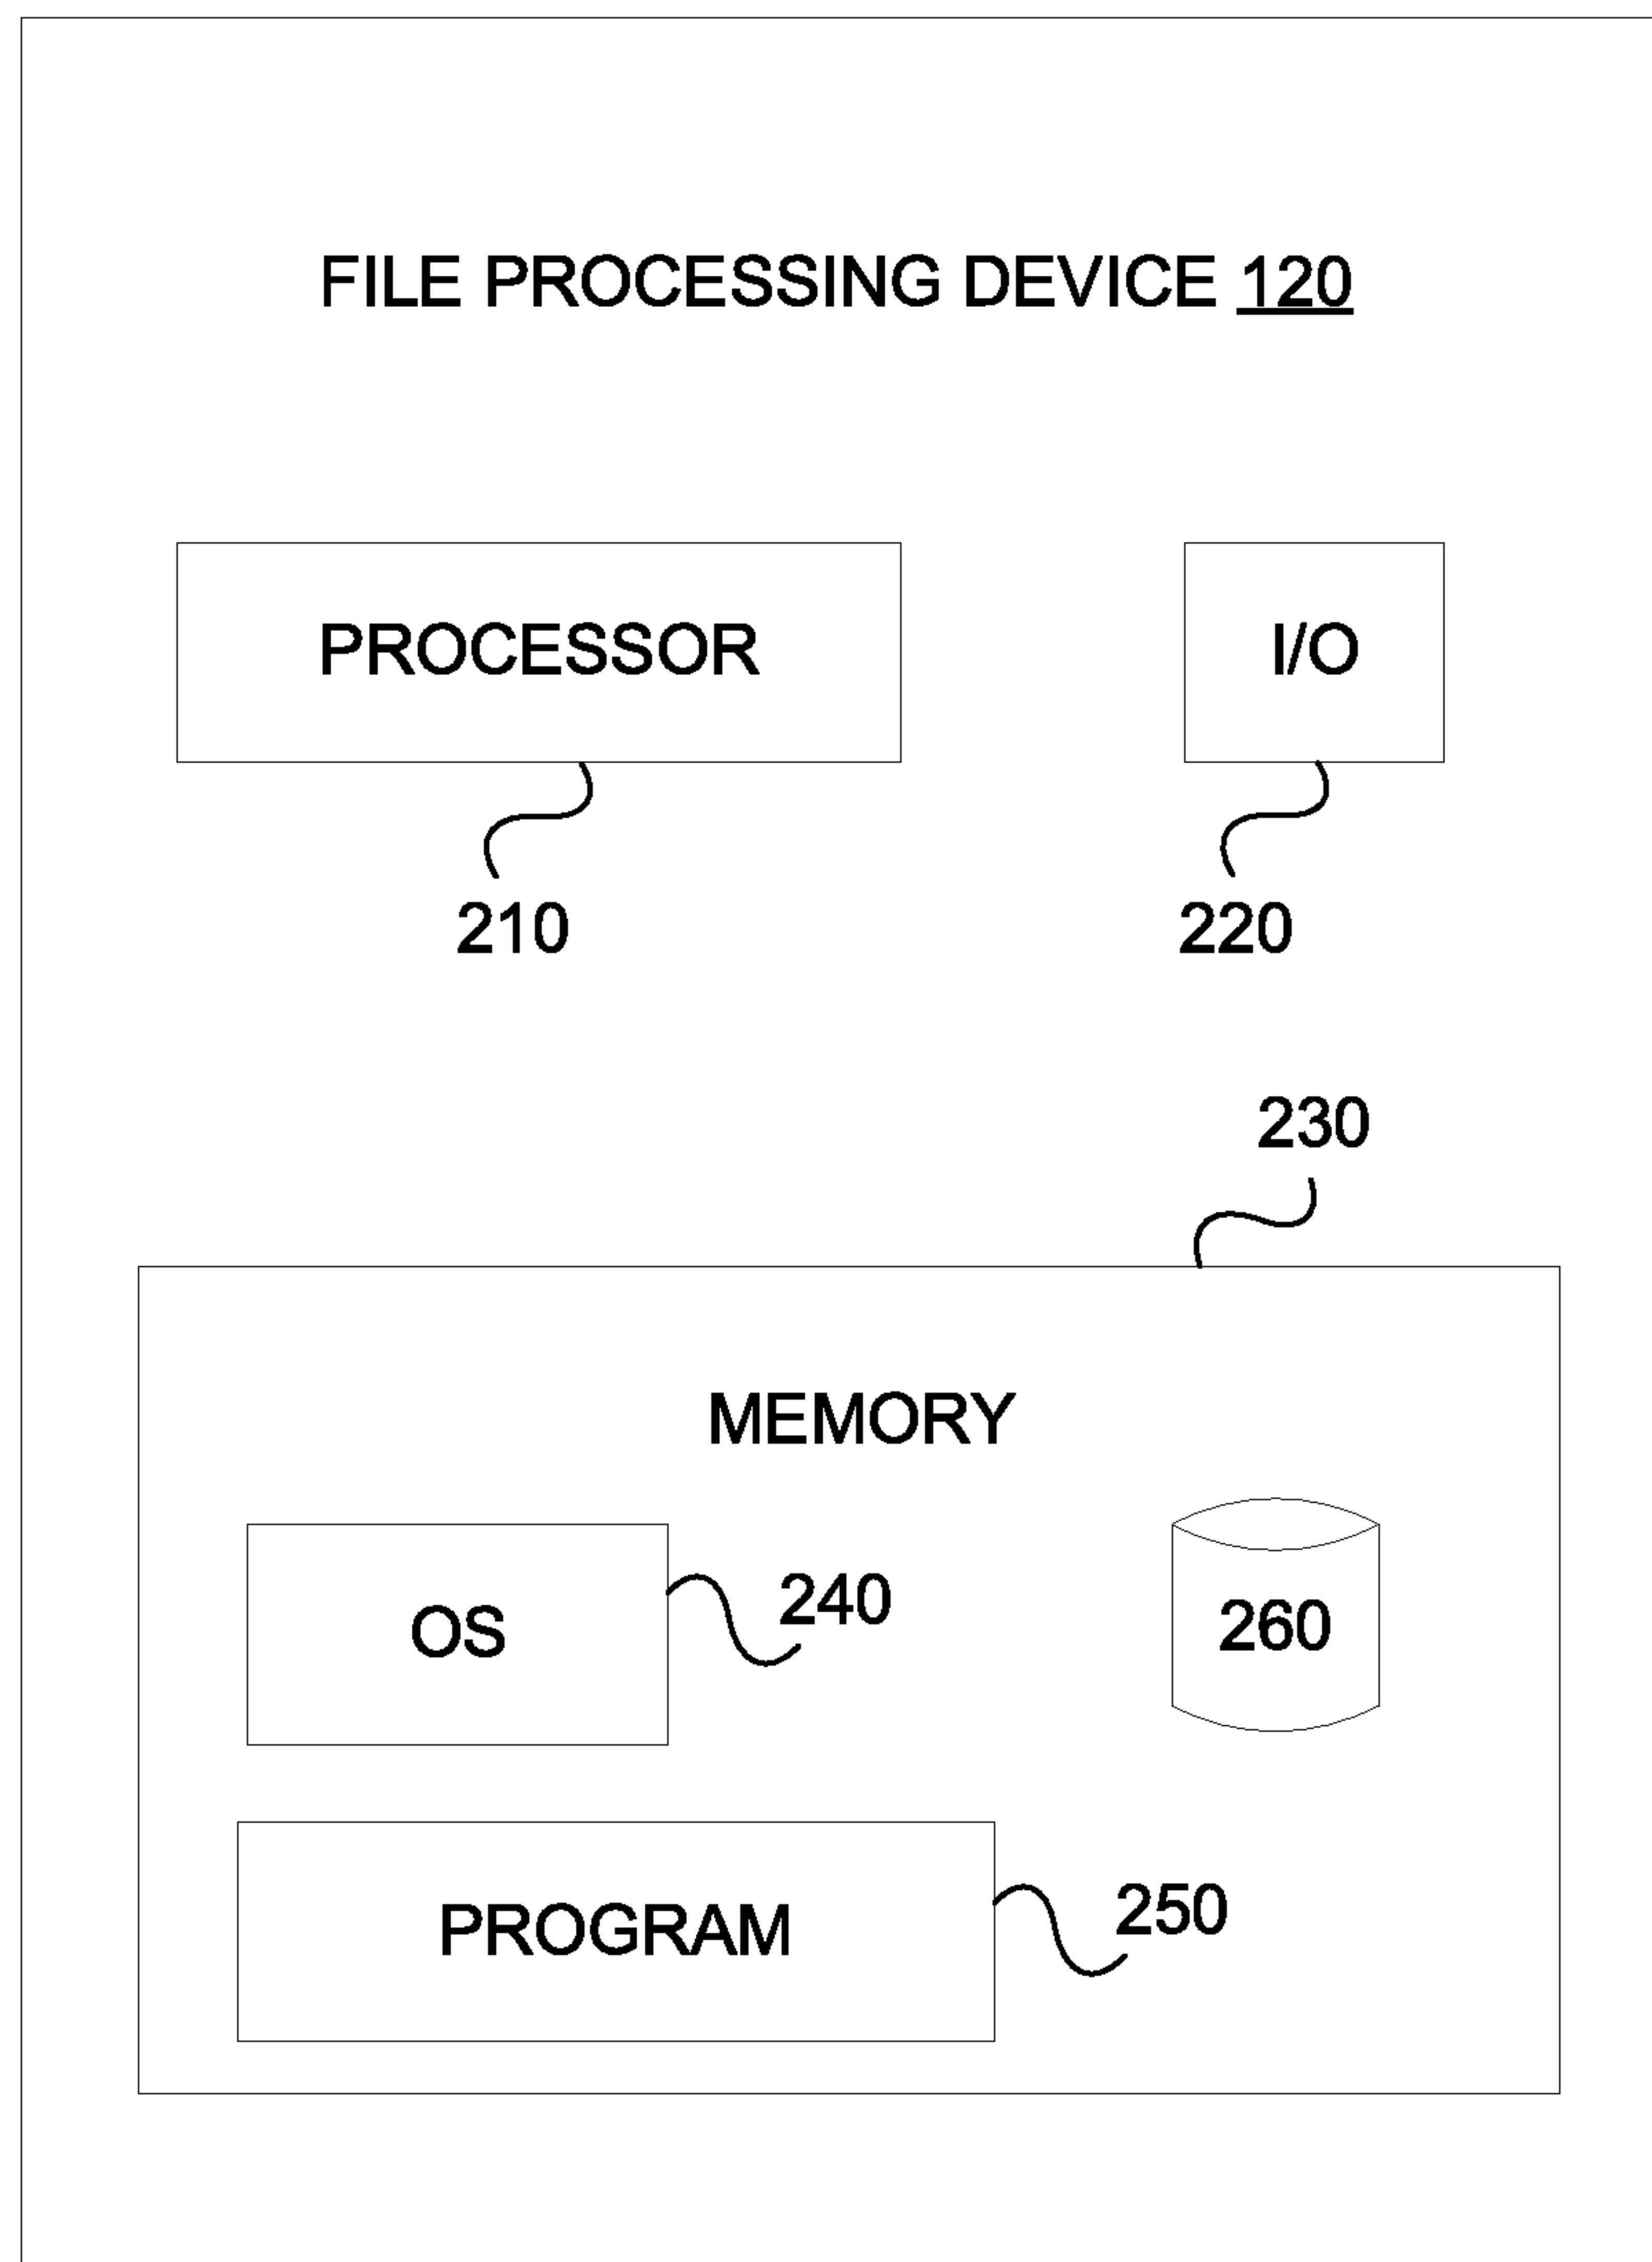 FILE PROCESSING DEVICE 120
PROCESSOR
I/O
210
220
230
MEMORY
OS
240
260
PROGRAM
250